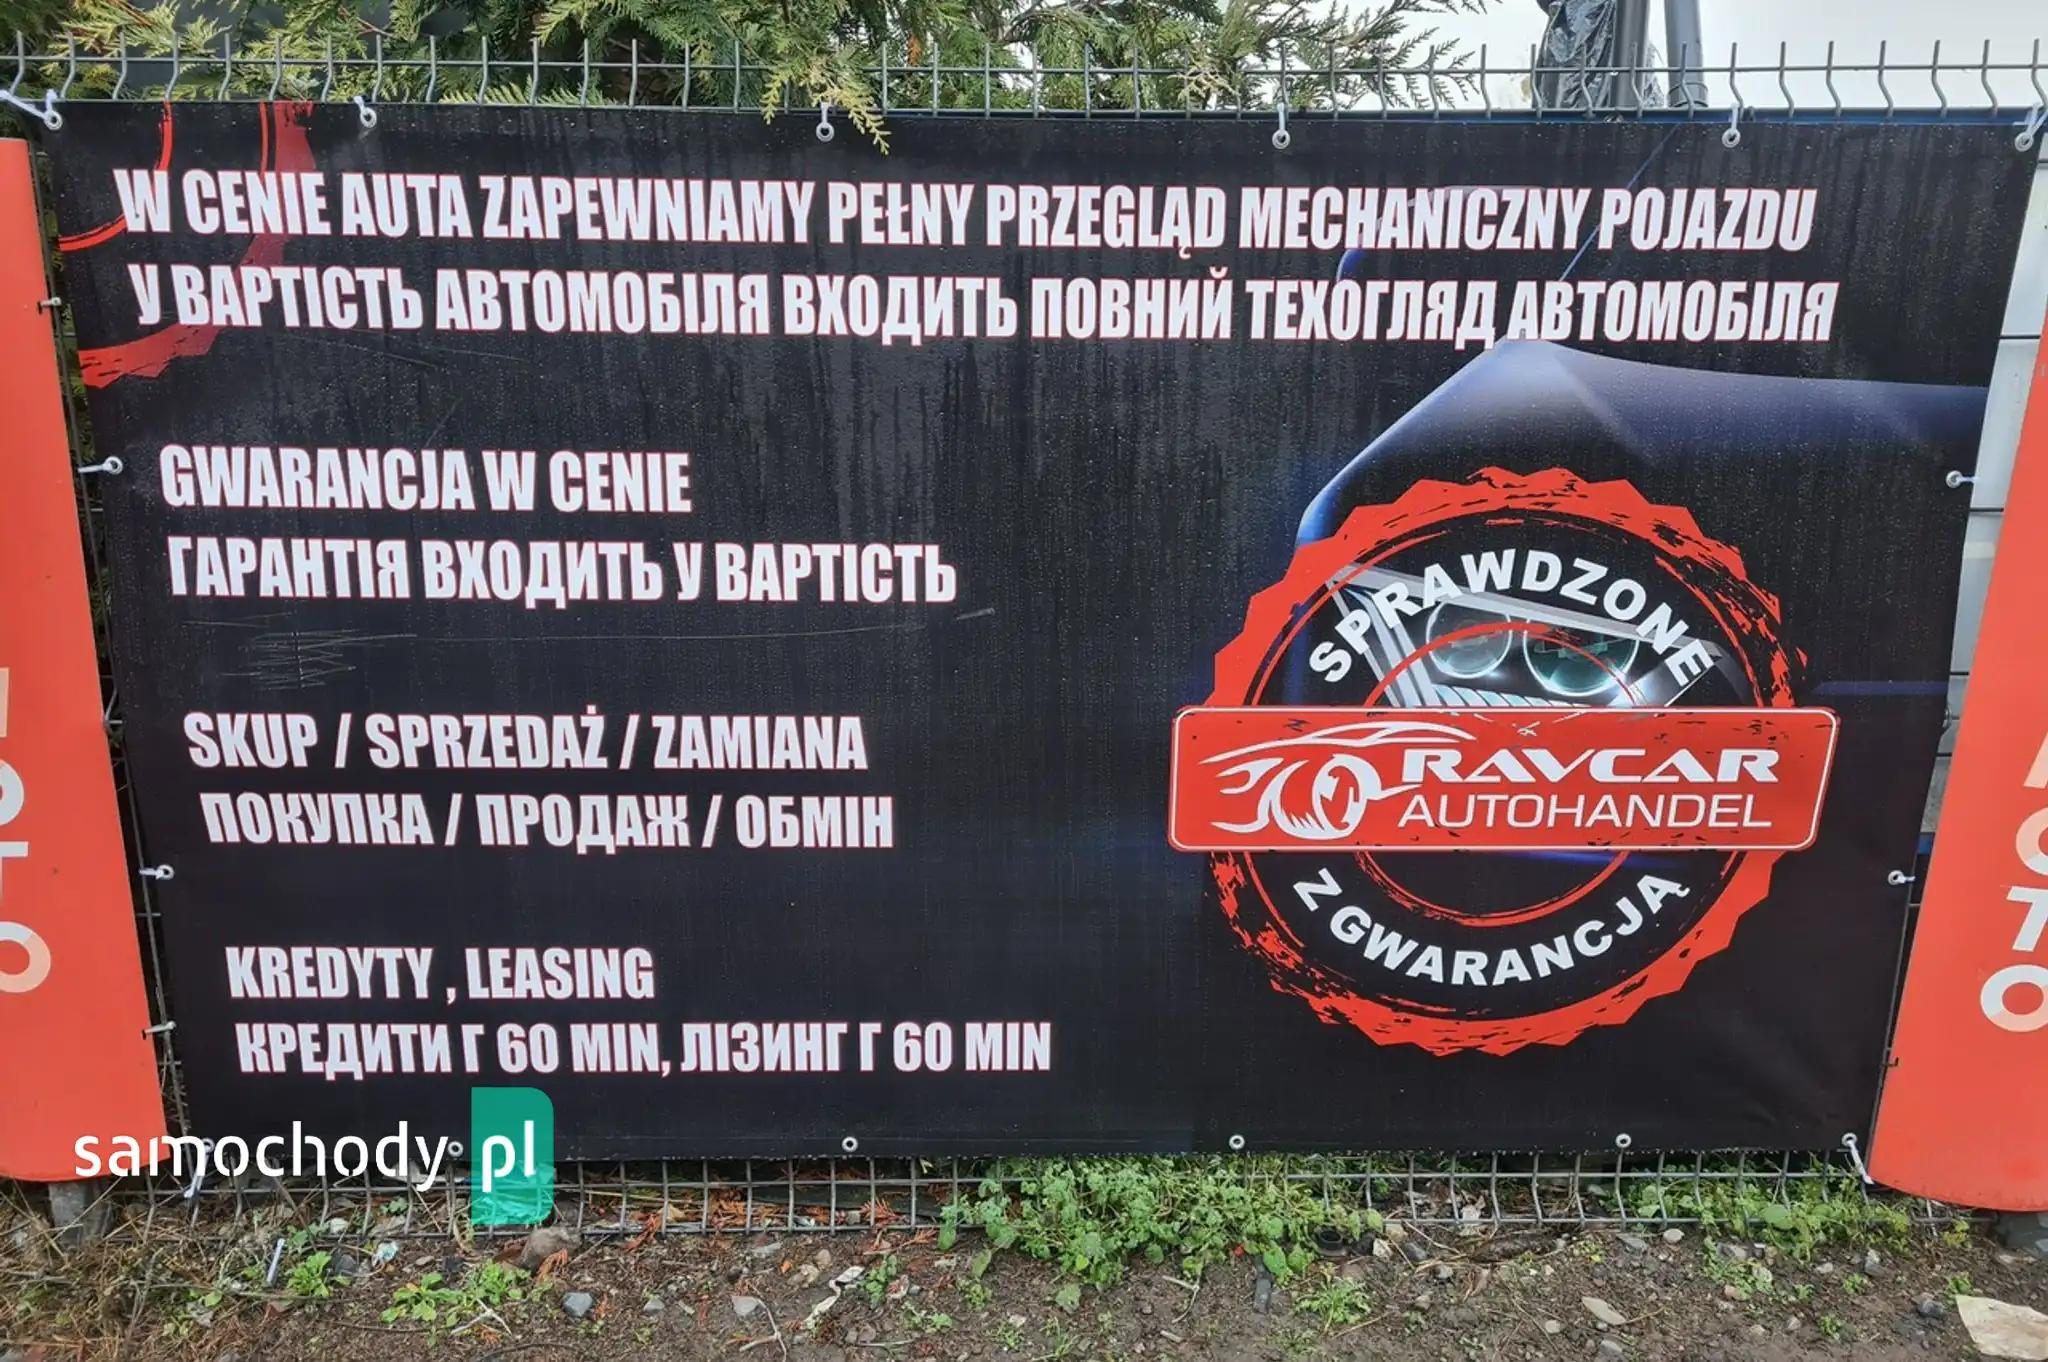 W CENIE AUTA ZAPEWNIAMY PEŁNY PRZEGLĄD MECHANICZNY POJAZDU
У ВАРТІСТЬ АВТОМОБІЛЯ ВХОДИТЬ ПОВНИЙ ТЕХОГЛЯД АВТОМОБІЛЯ
GWARANCJA W CENIE
ГАРАНТІЯ ВХОДИТЬ У ВАРТІСТЬ
SKUP / SPRZEDAŻ / ZAMIANA
ПОКУПКА / ПРОДАЖ / ОБМІН
KREDYTY , LEASING
КРЕДИТИ Г 60 MIN, ЛІЗИНГ Г 60 MIN
SPRAWDZONE
RAVCAR
AUTOHANDEL
Z GWARANCJĄ
samochody pl